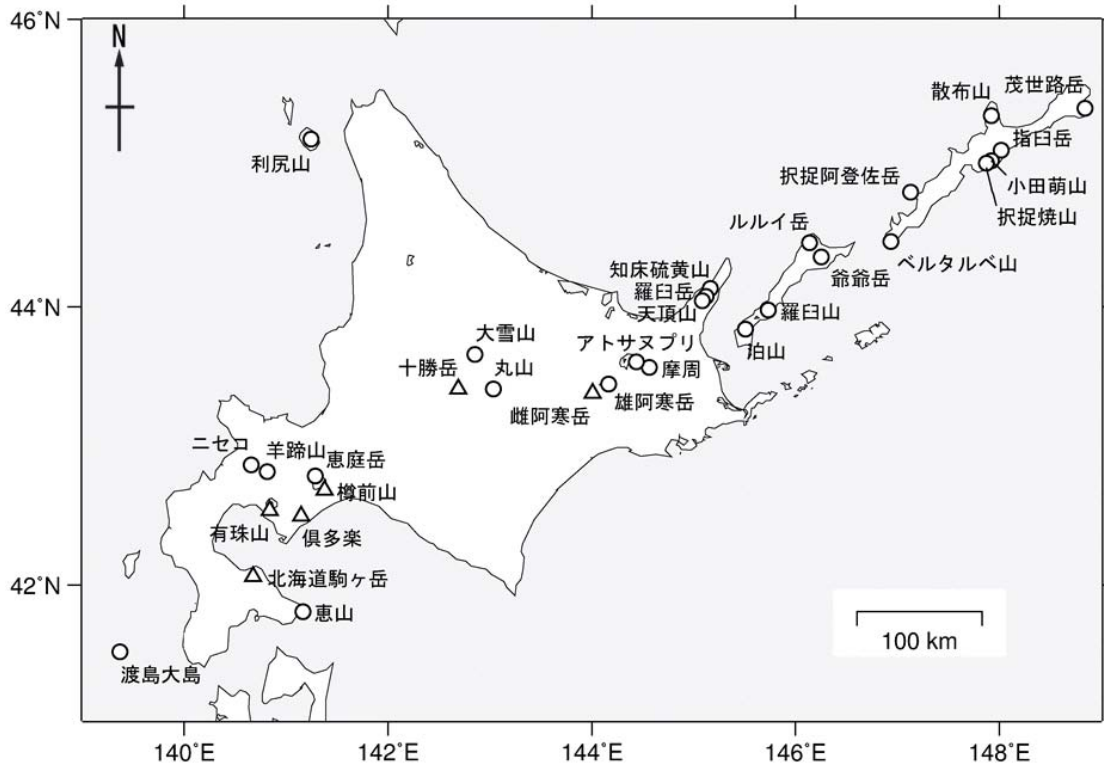 46°N
N
茂世路岳
散布山
指臼岳
利尻山
択捉阿登佐岳
小田萌山
択捉焼山
ルルイ岳
ベルタルベ山
知床硫黄山
爺爺岳
羅臼岳
44°N
天頂山
羅臼山
大雪山
アトサヌプリ
泊山
十勝岳
丸山
摩周
雌阿寒岳
雄阿寒岳
ニセコ
羊蹄山
恵庭岳
樽前山
有珠山
倶多楽
42°N
北海道駒ヶ岳
恵山
100 km
渡島大島
140°E
142°E
144°E
146°E
148°E